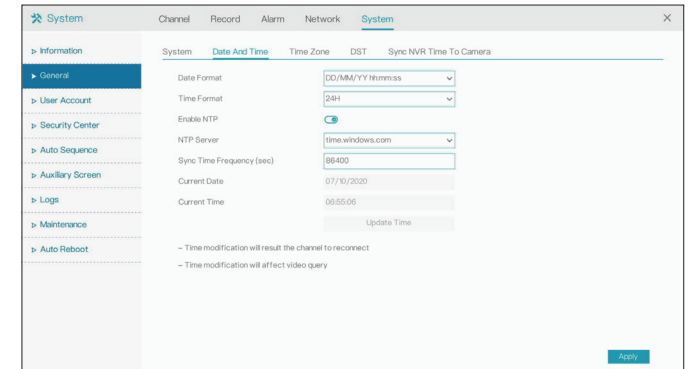 System Channel Record Alarm Network System
Information
General
User Account
Security Center
Auto Sequence
Auxiliary Screen
Logs
Maintenance
Auto Reboot
System Date And Time Time Zone DST Sync NVR Time To Camera
Date Format DD/MM/YY hh:mm:ss
Time Format 24H
Enable NTP
NTP Server time.windows.com
Sync Time Frequency (sec) 86400
Current Date 07/10/2020
Current Time 06:55:06
Update Time
– Time modification will result the channel to reconnect
– Time modification will affect video query
Apply